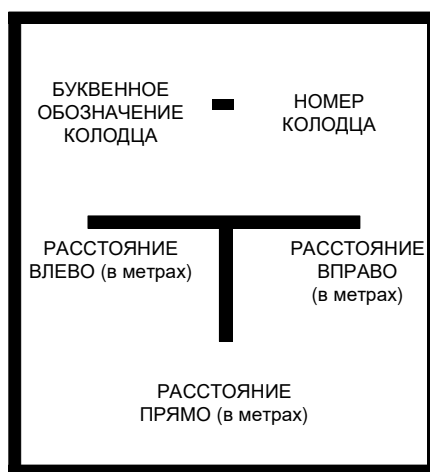 БУКВЕННОЕ
ОБОЗНАЧЕНИЕ
КОЛОДЦА
-
НОМЕР
КОЛОДЦА
РАССТОЯНИЕ
ВЛЕВО (в метрах)
РАССТОЯНИЕ
ВПРАВО
(в метрах)
РАССТОЯНИЕ
ПРЯМО (в метрах)